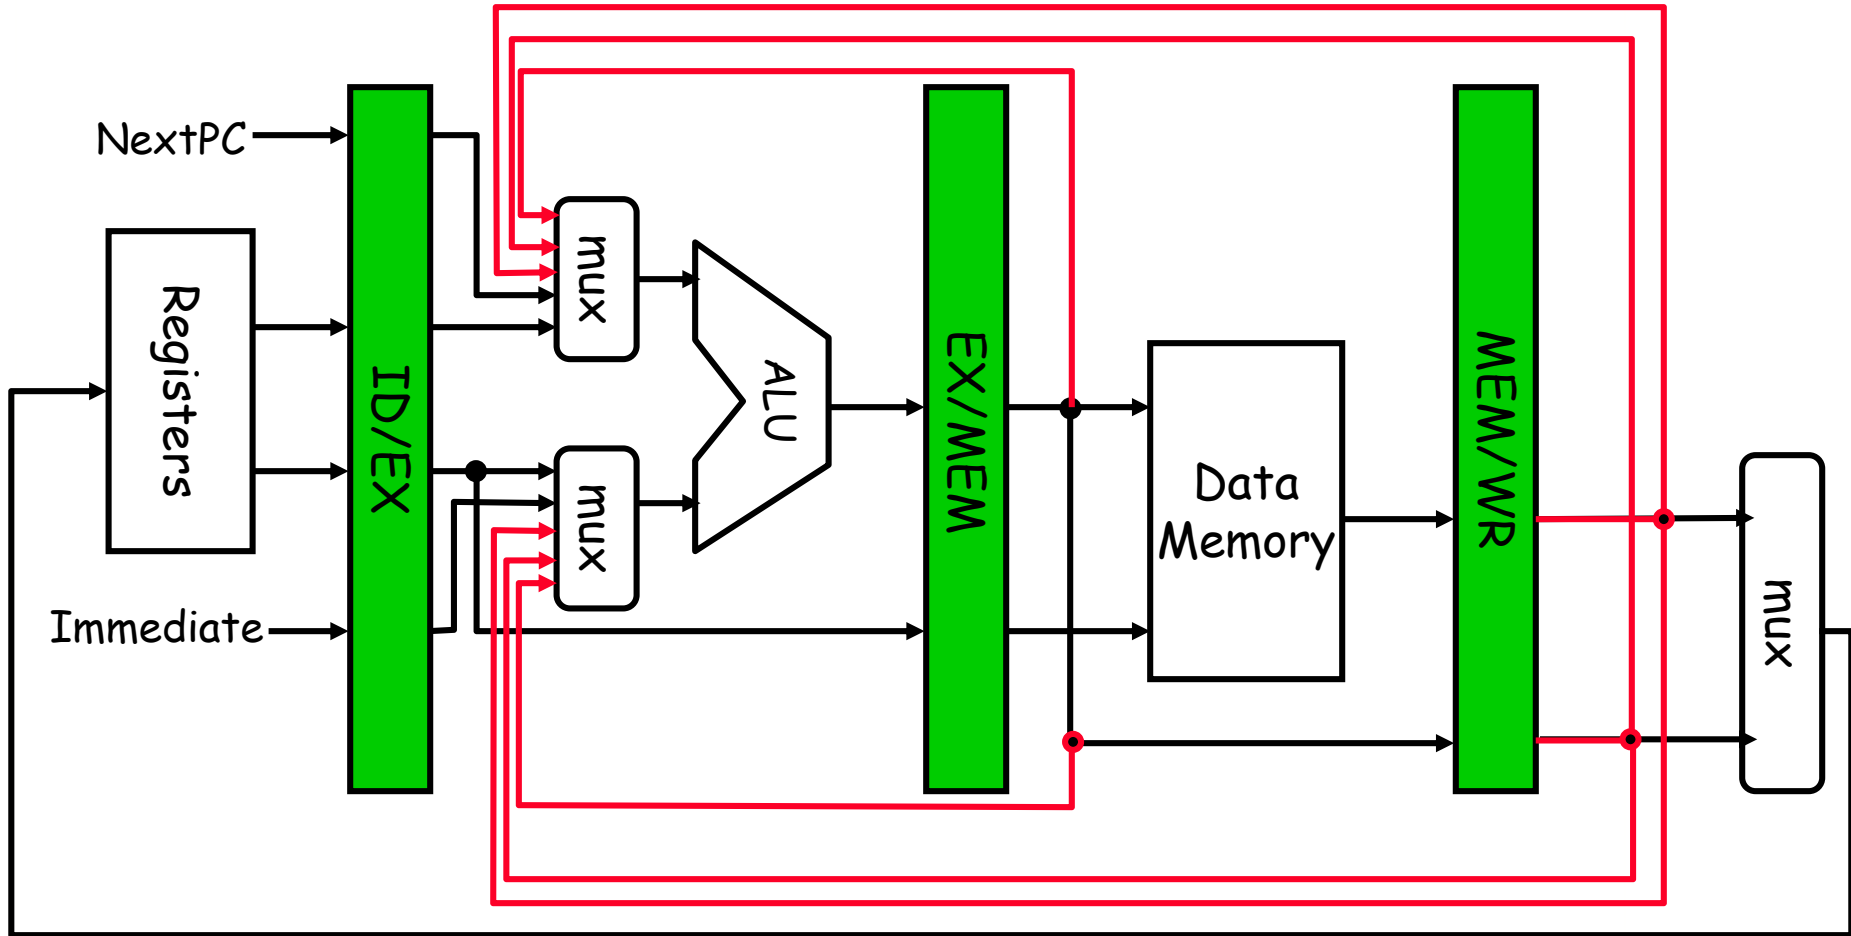 NextPC
Registers
Immediate
ID/EX
mux
mux
ALU
EX/MEM
Data
Memory
MEM/WR
mux